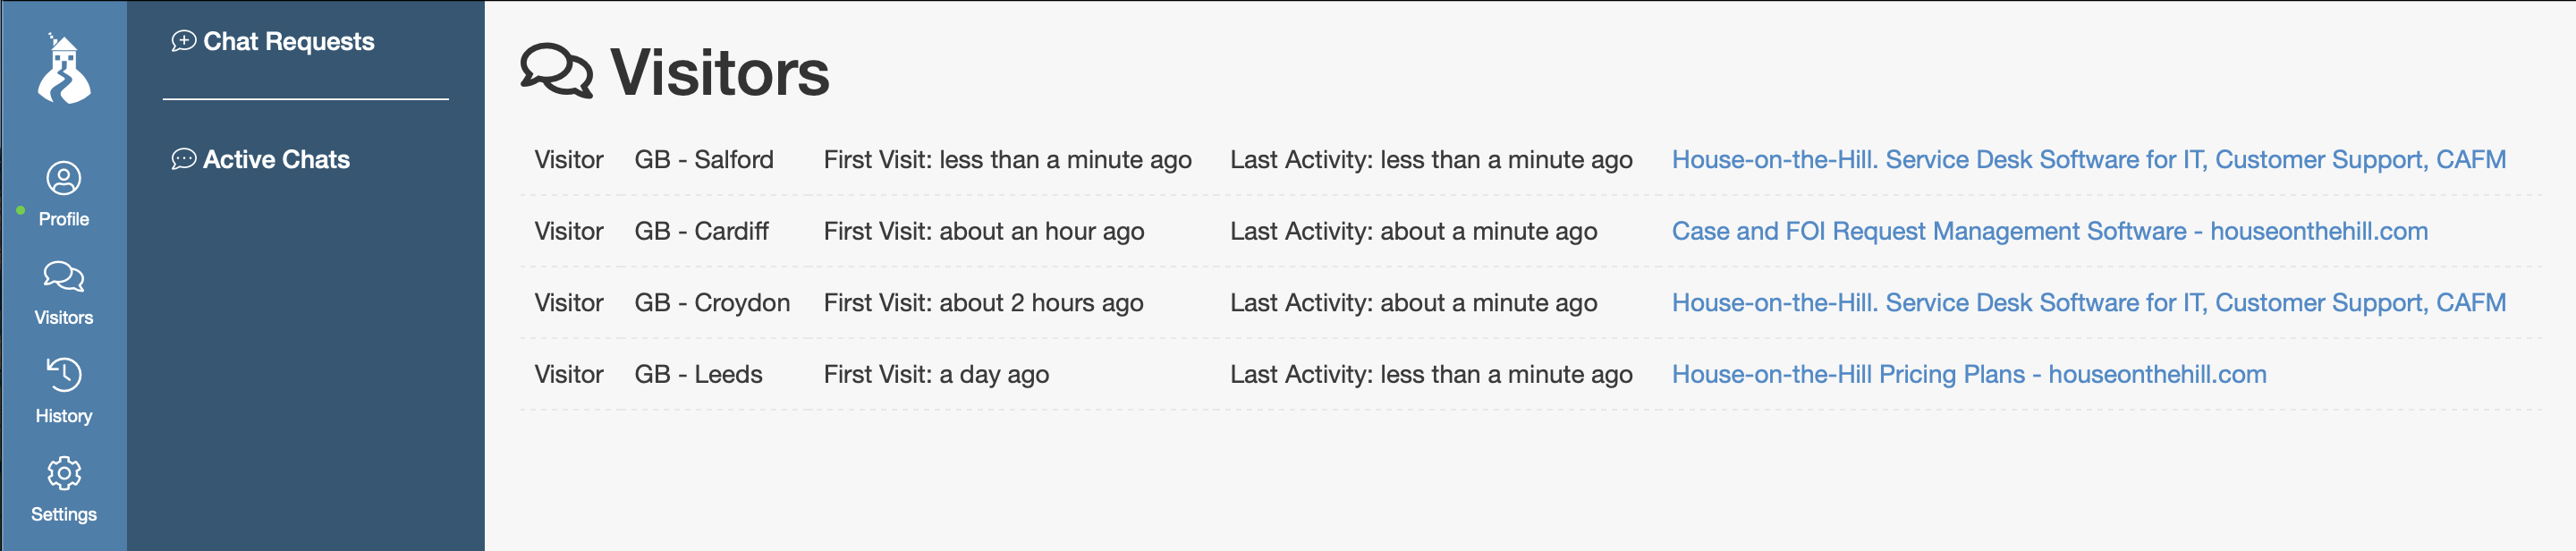 Chat Requests
Active Chats
Profile
Visitors
History
Settings
Visitors
Visitor GB - Salford First Visit: less than a minute ago Last Activity: less than a minute ago House-on-the-Hill. Service Desk Software for IT, Customer Support, CAFM
Visitor GB - Cardiff First Visit: about an hour ago Last Activity: about a minute ago Case and FOI Request Management Software - houseonthehill.com
Visitor GB - Croydon First Visit: about 2 hours ago Last Activity: about a minute ago House-on-the-Hill. Service Desk Software for IT, Customer Support, CAFM
Visitor GB - Leeds First Visit: a day ago Last Activity: less than a minute ago House-on-the-Hill Pricing Plans - houseonthehill.com